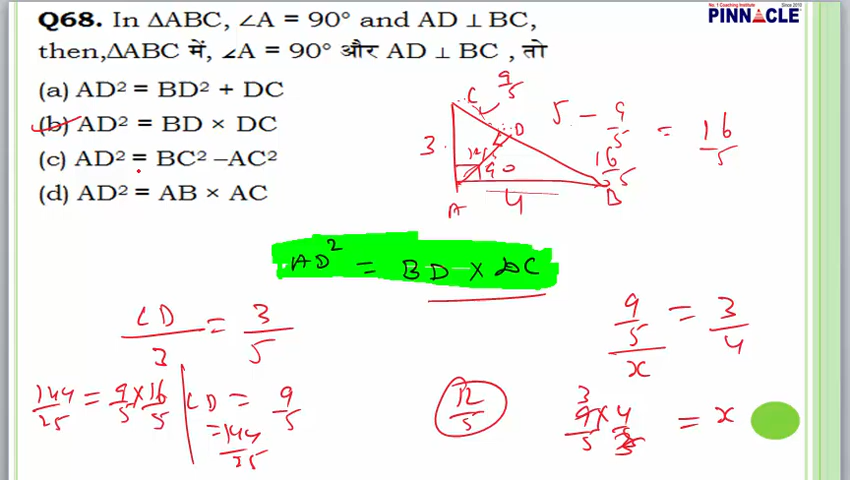 Q68. In ΔABC, ∠A = 90° and AD ⊥ BC,
then,ΔABC में, ∠A = 90° और AD ⊥ BC , तो
(a) AD² = BD² + DC
(b) AD² = BD × DC
(c) AD² = BC² –AC²
(d) AD² = AB × AC
No. 1 Coaching Institute Since 2010
PINNACLE
C 9/5
5 - 9/5 = 16/5
3
D
90
16/5
A 4 B
AD² = BD × DC
CD/3 = 3/5
9/5/x = 3/4
144/25 = 9/5 × 16/5
CD = 9/5
= 144/25
12/5
3
9/5 × 4/3 = x